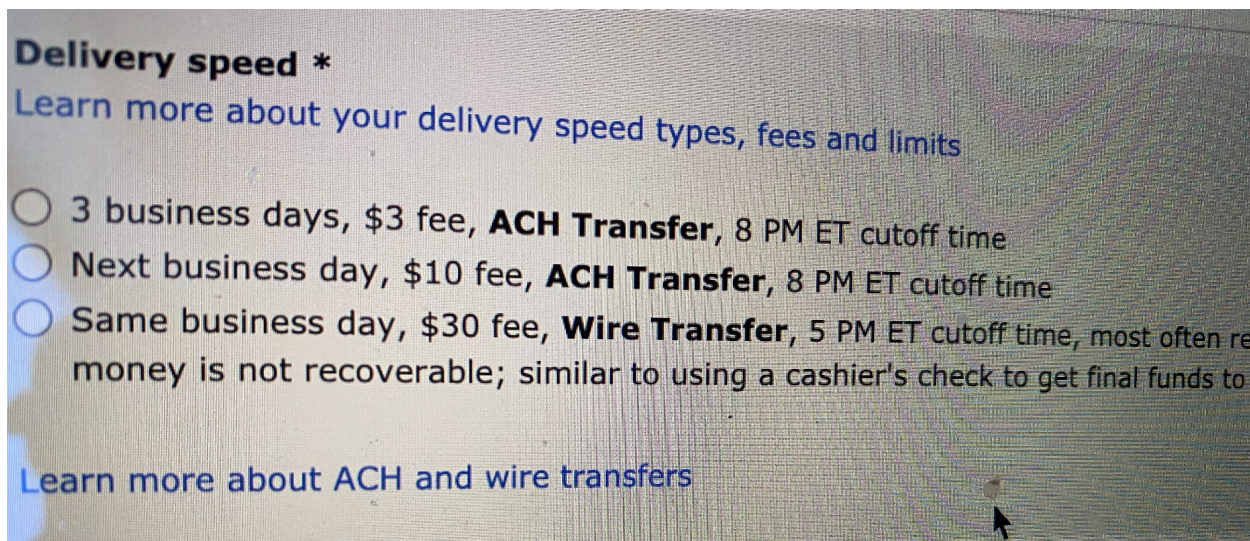 Delivery speed *
Learn more about your delivery speed types, fees and limits
3 business days, $3 fee, ACH Transfer, 8 PM ET cutoff time
Next business day, $10 fee, ACH Transfer, 8 PM ET cutoff time
Same business day, $30 fee, Wire Transfer, 5 PM ET cutoff time, most often
money is not recoverable; similar to using a cashier's check to get final funds to
Learn more about ACH and wire transfers